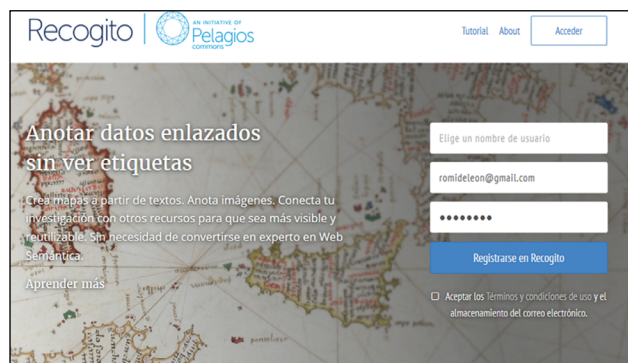 Recogito
AN INITIATIVE OF
Pelagios
commons
Tutorial
About
Acceder
Anotar datos enlazados
sin ver etiquetas
Crea mapas a partir de textos. Anota imágenes. Conecta tu
investigación con otros recursos para que sea más visible y
reutilizable. Sin necesidad de convertirse en experto en Web
Semántica.
Aprender más
Elige un nombre de usuario
romideleon@gmail.com
••••••••
Registrarse en Recogito
Aceptar los Términos y condiciones de uso y el
almacenamiento del correo electrónico.